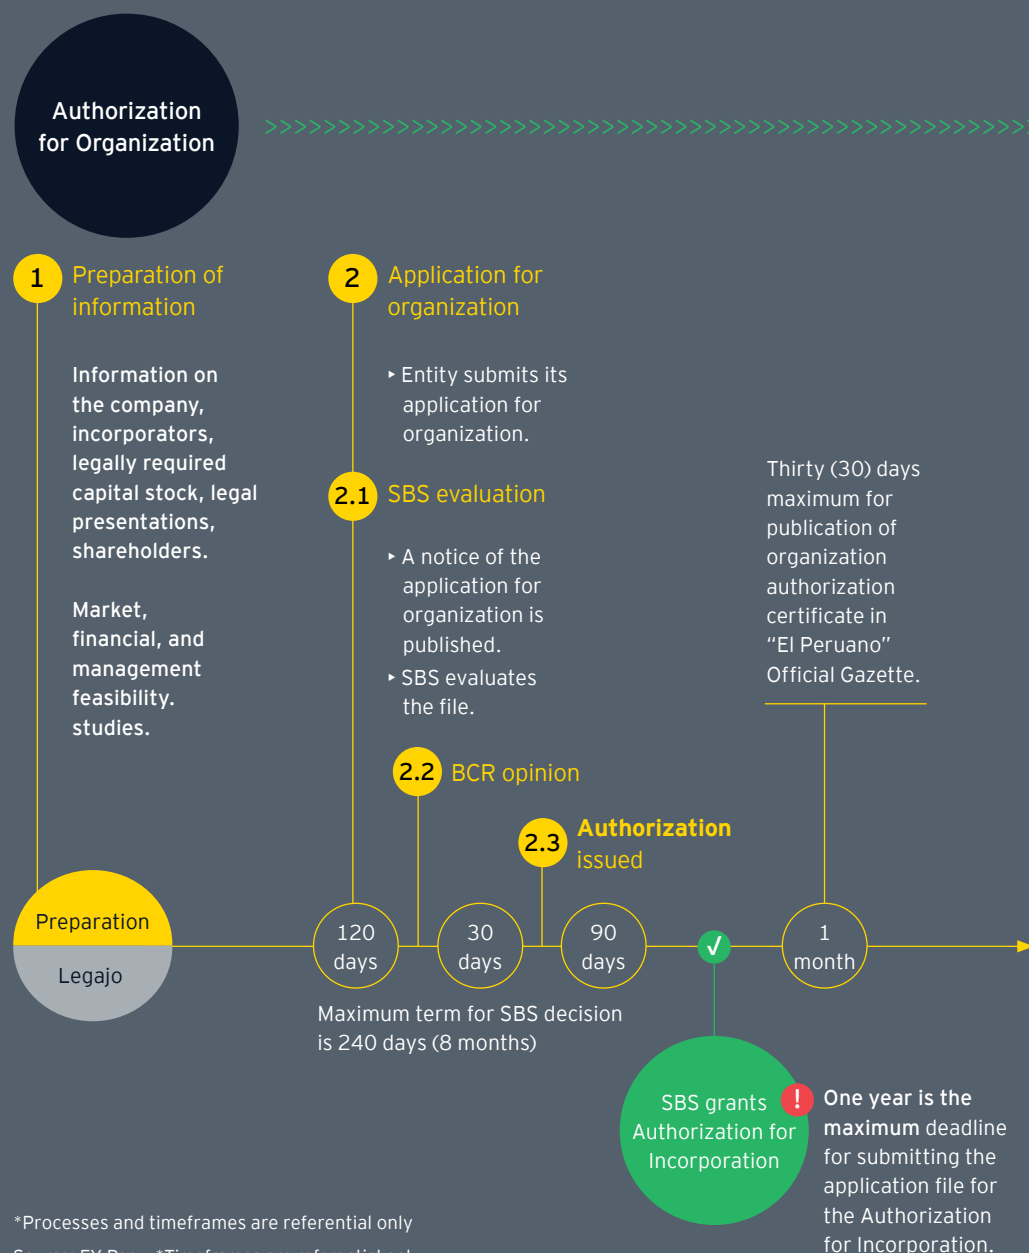 Authorization
for Organization
>>>>>>>>>>>>>>>>>>>>>>>>>>>>>>>>>>>>>>>>>>>>>>>>>>>>
1
Preparation of
information
Information on
the company,
incorporators,
legally required
capital stock, legal
presentations,
shareholders.
Market,
financial, and
management
feasibility.
studies.
2
Application for
organization
‣ Entity submits its
application for
organization.
2.1
SBS evaluation
‣ A notice of the
application for
organization is
published.
‣ SBS evaluates
the file.
2.2
BCR opinion
2.3
Authorization
issued
Thirty (30) days
maximum for
publication of
organization
authorization
certificate in
“El Peruano”
Official Gazette.
Preparation
Legajo
120
days
30
days
90
days
√
1
month
Maximum term for SBS decision
is 240 days (8 months)
SBS grants
Authorization for
Incorporation
!
One year is the
maximum deadline
for submitting the
application file for
the Authorization
for Incorporation.
*Processes and timeframes are referential only